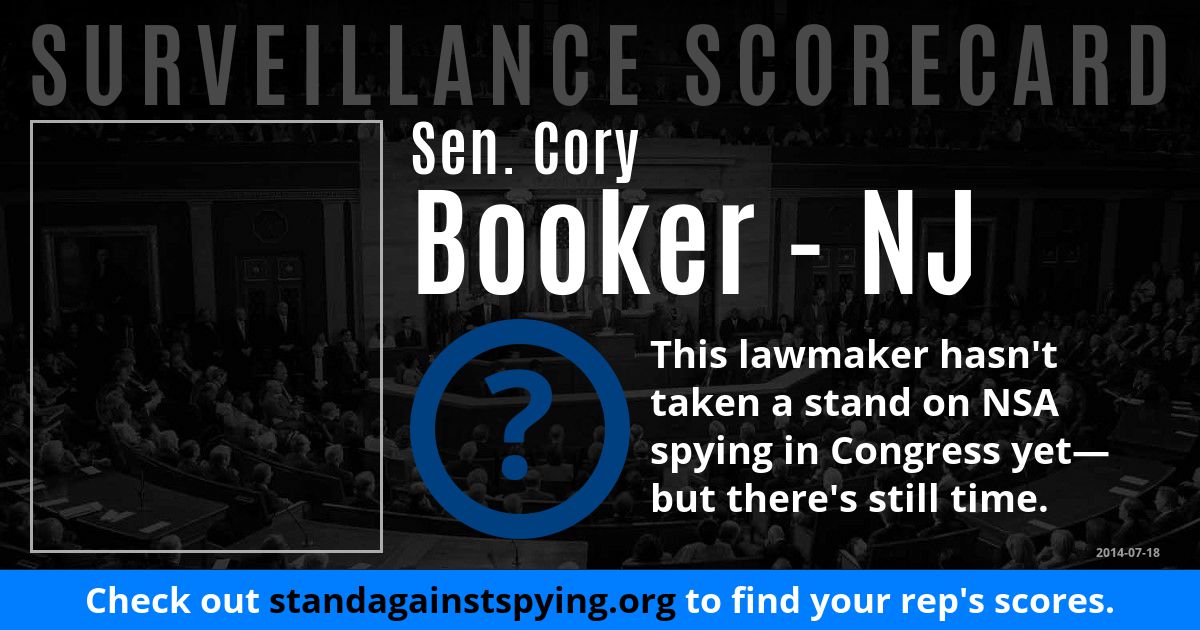 SURVEILLANCE SCORECARD
Sen. Cory
Booker - NJ
?
This lawmaker hasn't
taken a stand on NSA
spying in Congress yet—
but there's still time.
2014-07-18
Check out standagainstspying.org to find your rep's scores.